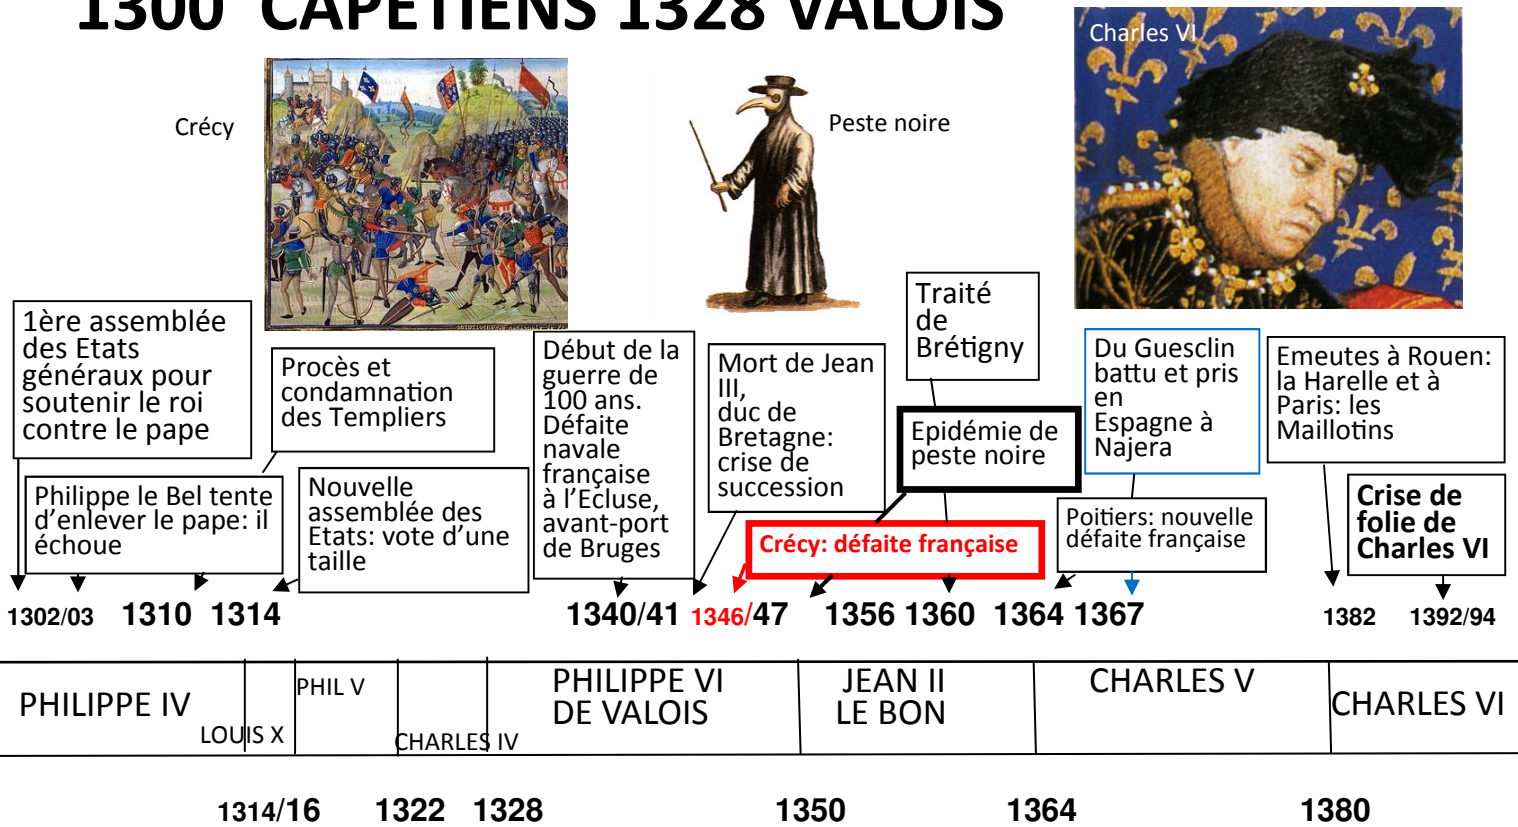 1300 CAPETIENS 1328 VALOIS
Charles VI
Crécy
Peste noire
1ère assemblée
des Etats
généraux pour
soutenir le roi
contre le pape
Procès et
condamnation
des Templiers
Philippe le Bel tente
d’enlever le pape: il
échoue
Nouvelle
assemblée des
Etats: vote d’une
taille
Début de la
guerre de
100 ans.
Défaite
navale
française
à l’Ecluse,
avant-port
de Bruges
Mort de Jean
III,
duc de
Bretagne:
crise de
succession
Traité
de
Brétigny
Epidémie de
peste noire
Crécy: défaite française
Du Guesclin
battu et pris
en
Espagne à
Najera
Poitiers: nouvelle
défaite française
Emeutes à Rouen:
la Harelle et à
Paris: les
Maillotins
Crise de
folie de
Charles VI
1302/03 1310 1314 1340/41 1346/47 1356 1360 1364 1367 1382 1392/94
PHILIPPE IV
LOUIS X
PHIL V
CHARLES IV
PHILIPPE VI
DE VALOIS
JEAN II
LE BON
CHARLES V
CHARLES VI
1314/16 1322 1328 1350 1364 1380